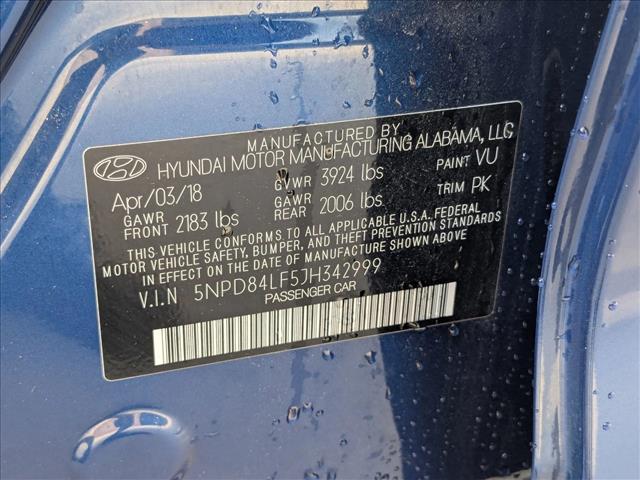 MANUFACTURED BY
HYUNDAI MOTOR MANUFACTURING ALABAMA, LLC
Apr/03/18 GVWR 3924 lbs PAINT VU
GAWR FRONT 2183 lbs GAWR REAR 2006 lbs. TRIM PK
THIS VEHICLE CONFORMS TO ALL APPLICABLE U.S.A. FEDERAL
MOTOR VEHICLE SAFETY, BUMPER, AND THEFT PREVENTION STANDARDS
IN EFFECT ON THE DATE OF MANUFACTURE SHOWN ABOVE.
V.I.N 5NPD84LF5JH342999
PASSENGER CAR